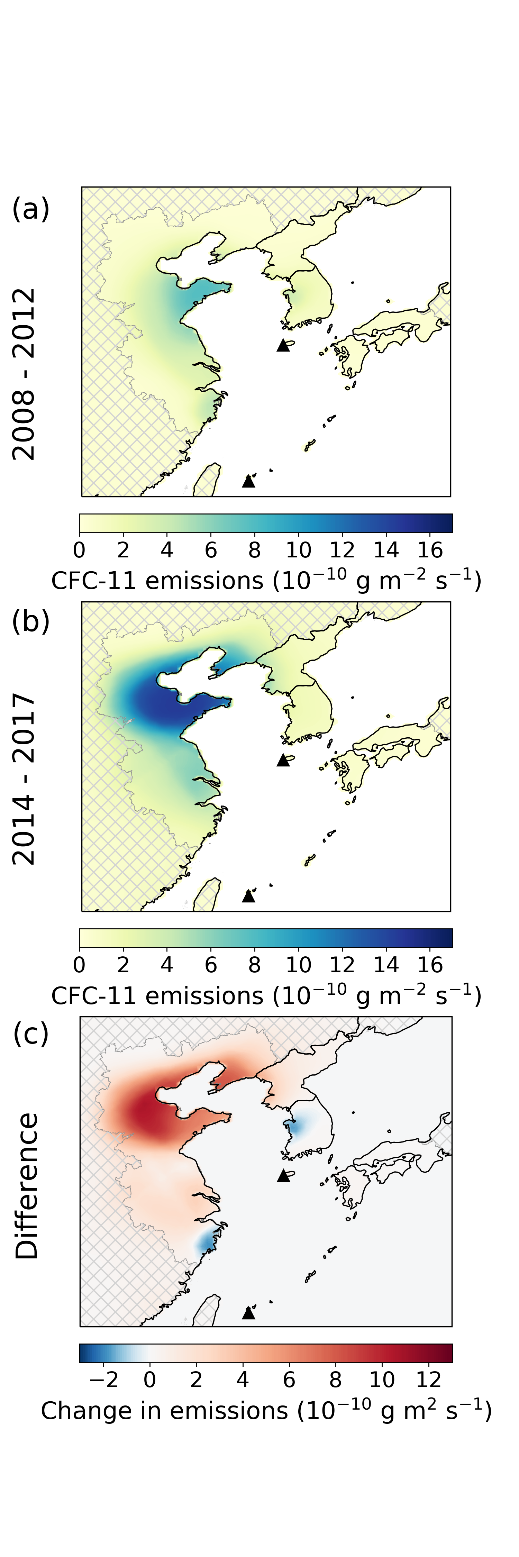 (a)
2008 - 2012
0 2 4 6 8 10 12 14 16
CFC-11 emissions (10⁻¹⁰ g m⁻² s⁻¹)
(b)
2014 - 2017
0 2 4 6 8 10 12 14 16
CFC-11 emissions (10⁻¹⁰ g m⁻² s⁻¹)
(c)
Difference
−2 0 2 4 6 8 10 12
Change in emissions (10⁻¹⁰ g m² s⁻¹)